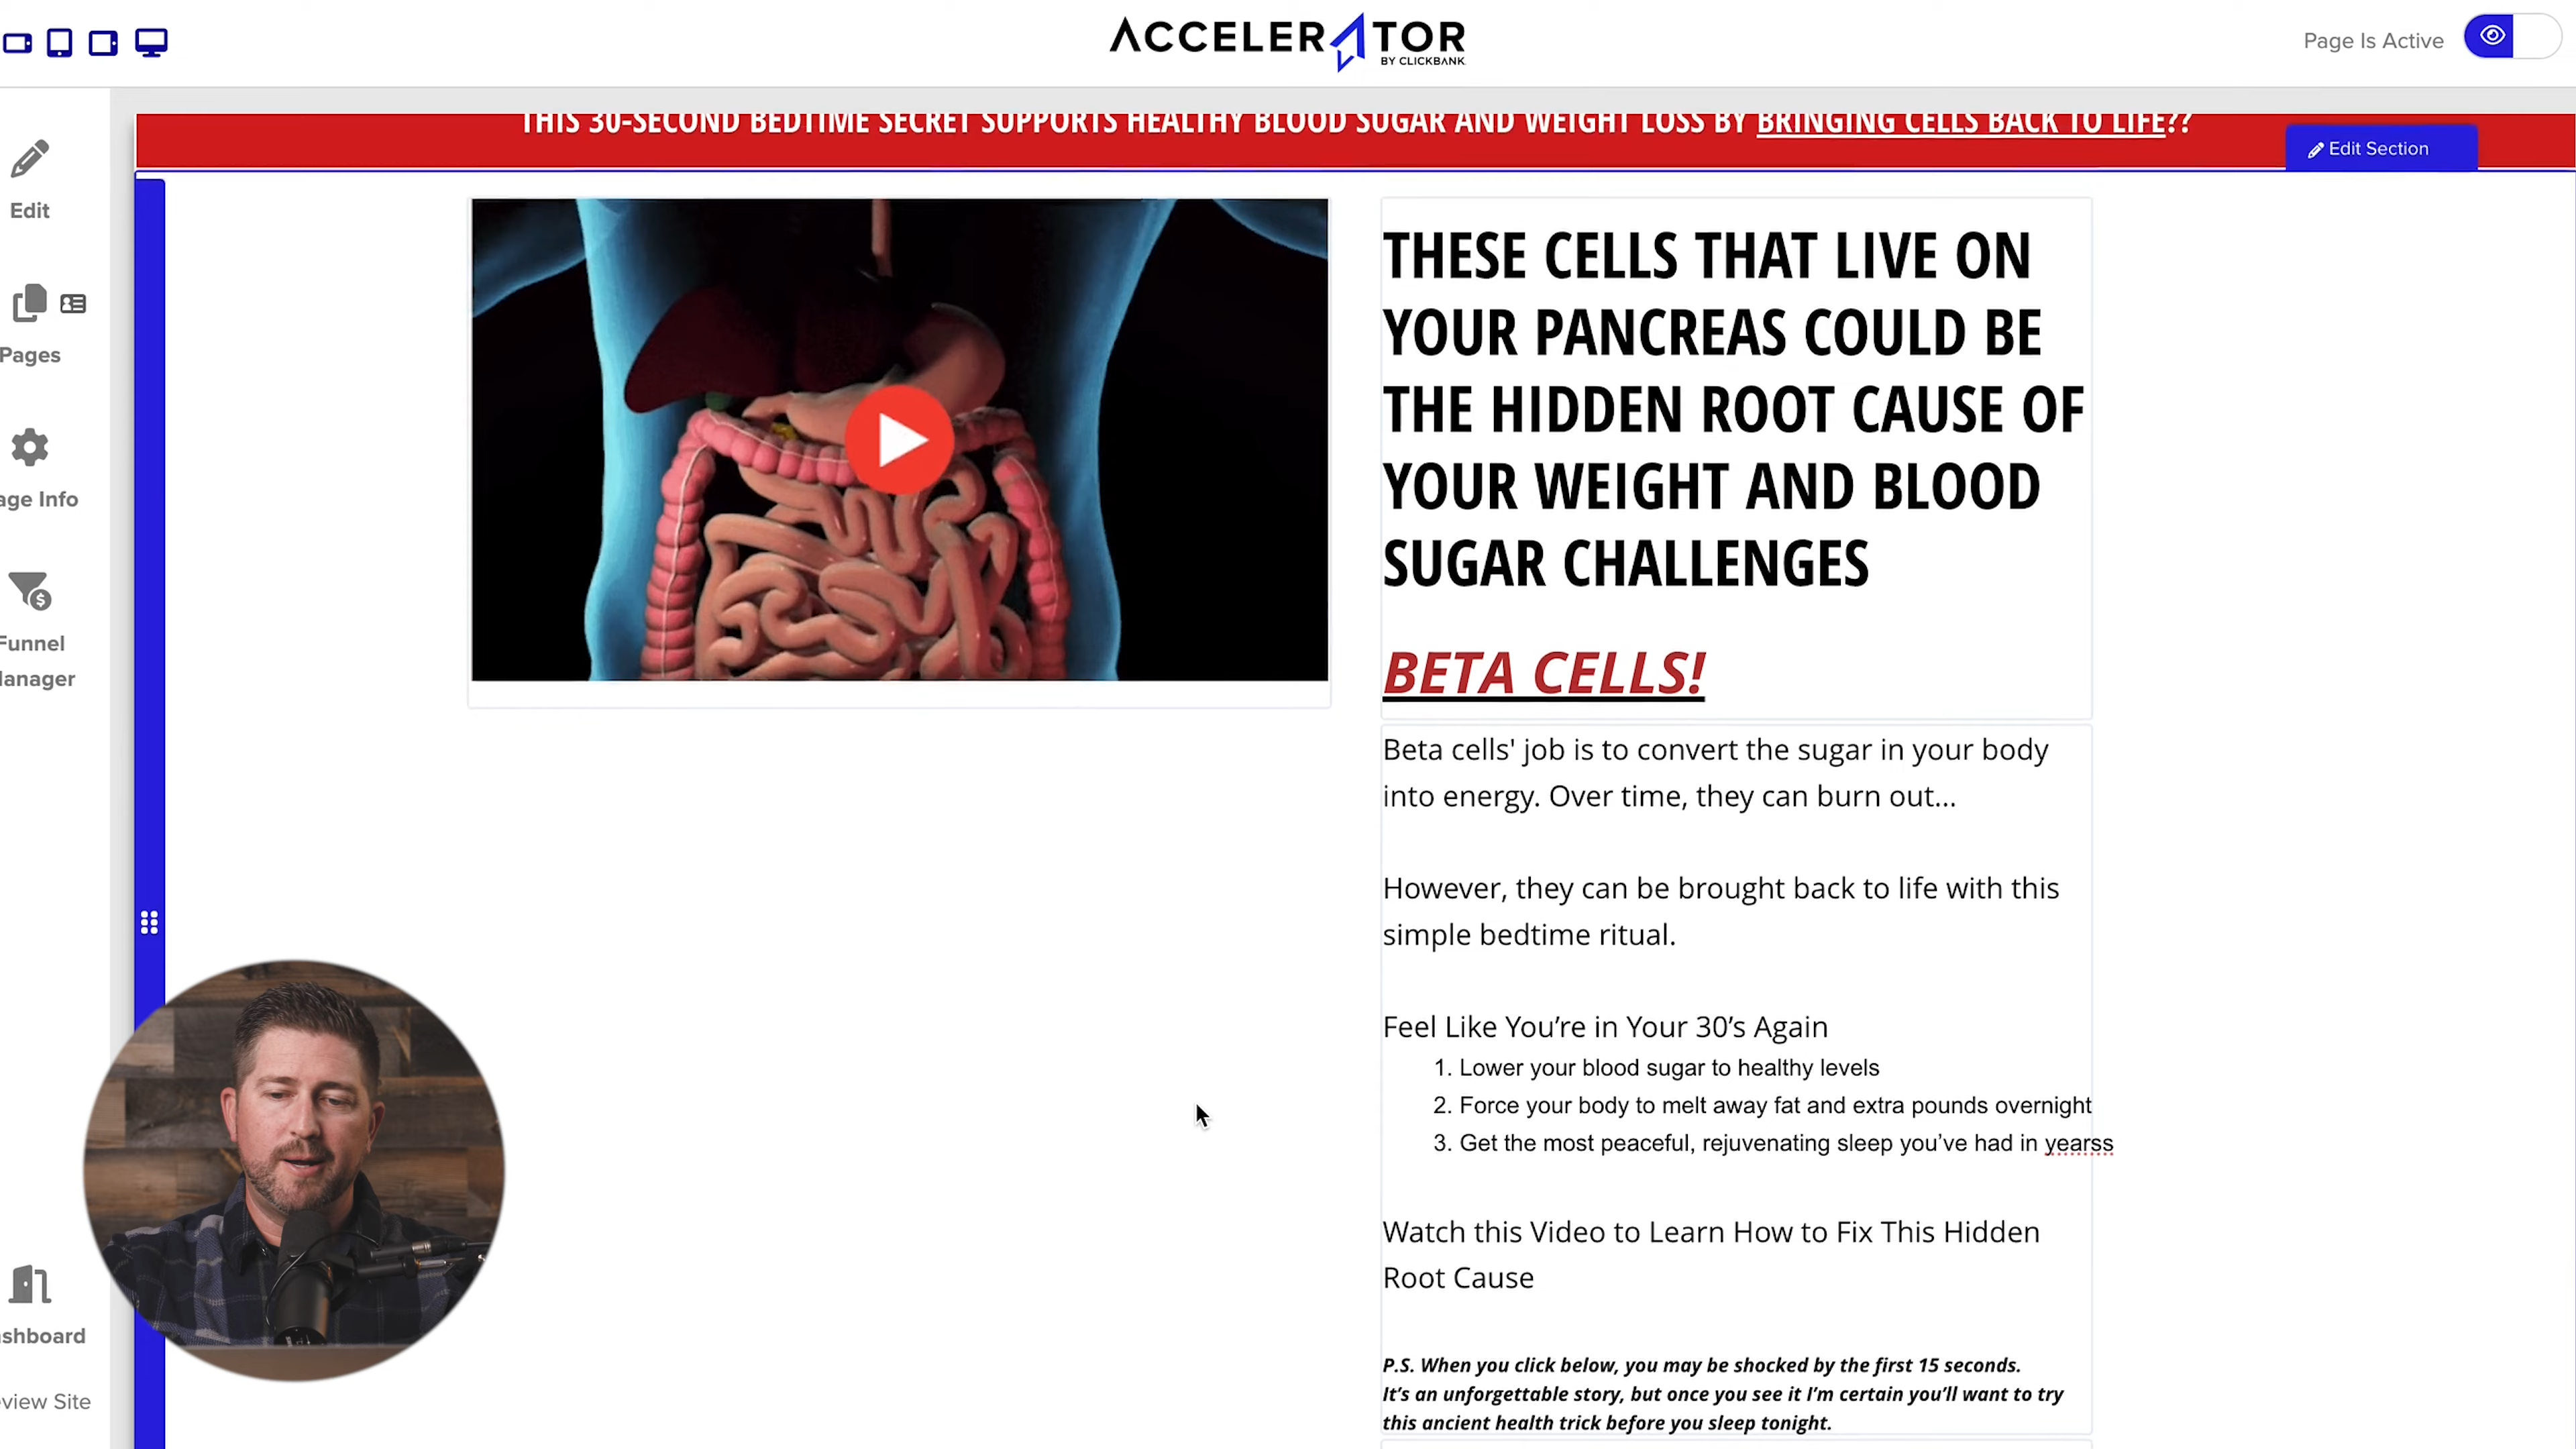 ACCELERATOR
BY CLICKBANK
Page Is Active
THIS 30-SECOND BEDTIME SECRET SUPPORTS HEALTHY BLOOD SUGAR AND WEIGHT LOSS BY BRINGING CELLS BACK TO LIFE??
Edit Section
Edit
Pages
age Info
Funnel
anager
ashboard
view Site
THESE CELLS THAT LIVE ON
YOUR PANCREAS COULD BE
THE HIDDEN ROOT CAUSE OF
YOUR WEIGHT AND BLOOD
SUGAR CHALLENGES
BETA CELLS!
Beta cells' job is to convert the sugar in your body
into energy. Over time, they can burn out...
However, they can be brought back to life with this
simple bedtime ritual.
Feel Like You’re in Your 30’s Again
1. Lower your blood sugar to healthy levels
2. Force your body to melt away fat and extra pounds overnight
3. Get the most peaceful, rejuvenating sleep you’ve had in yearss
Watch this Video to Learn How to Fix This Hidden
Root Cause
P.S. When you click below, you may be shocked by the first 15 seconds.
It’s an unforgettable story, but once you see it I’m certain you’ll want to try
this ancient health trick before you sleep tonight.